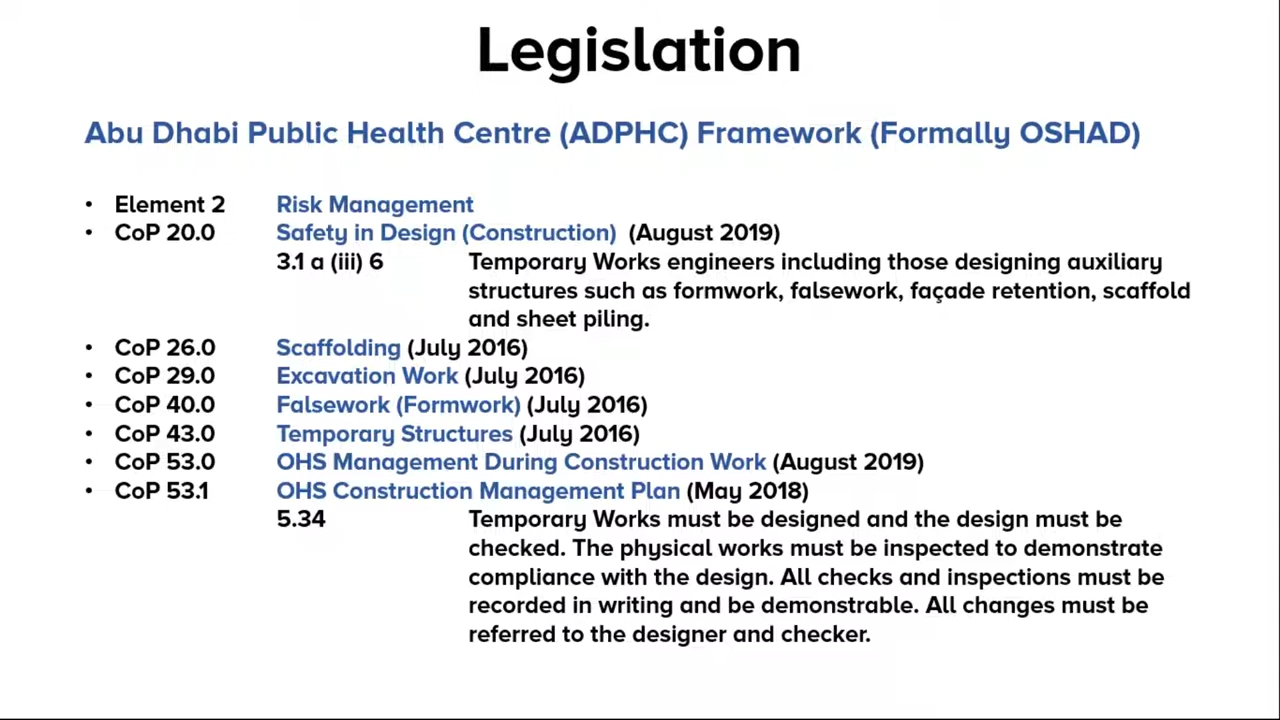 Legislation
Abu Dhabi Public Health Centre (ADPHC) Framework (Formally OSHAD)
• Element 2 Risk Management
• CoP 20.0 Safety in Design (Construction) (August 2019)
3.1 a (iii) 6 Temporary Works engineers including those designing auxiliary
structures such as formwork, falsework, façade retention, scaffold
and sheet piling.
• CoP 26.0 Scaffolding (July 2016)
• CoP 29.0 Excavation Work (July 2016)
• CoP 40.0 Falsework (Formwork) (July 2016)
• CoP 43.0 Temporary Structures (July 2016)
• CoP 53.0 OHS Management During Construction Work (August 2019)
• CoP 53.1 OHS Construction Management Plan (May 2018)
5.34 Temporary Works must be designed and the design must be
checked. The physical works must be inspected to demonstrate
compliance with the design. All checks and inspections must be
recorded in writing and be demonstrable. All changes must be
referred to the designer and checker.